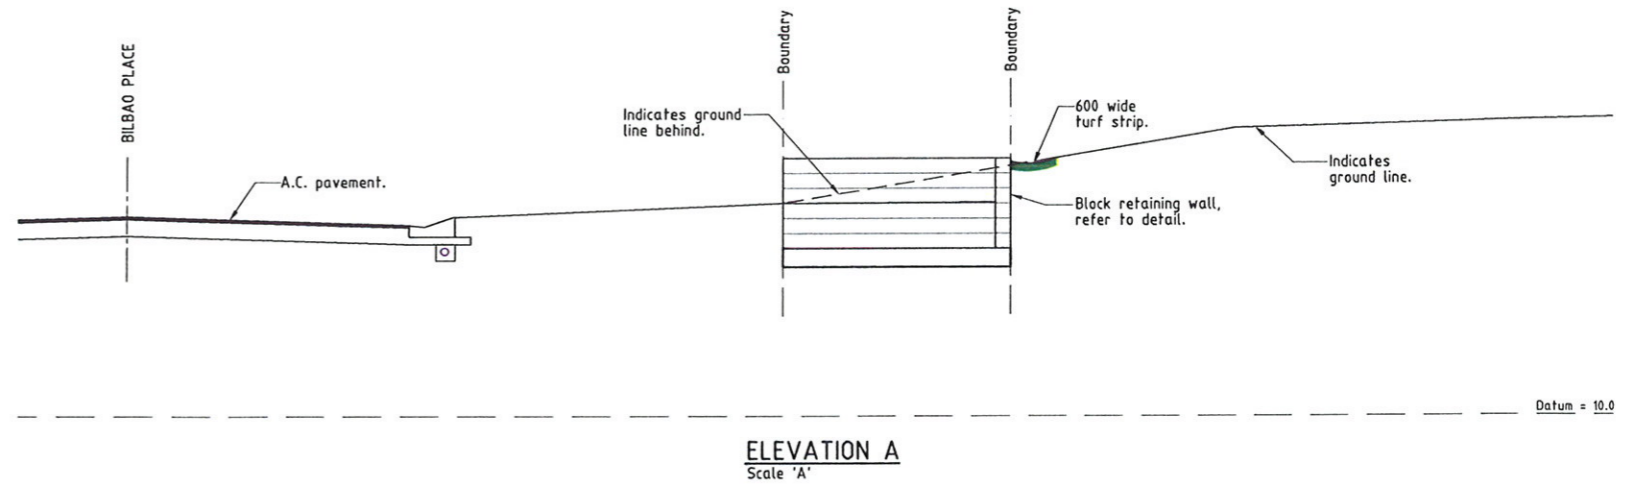 BILBAO PLACE
A.C. pavement.
Indicates ground
line behind.
Boundary
Boundary
600 wide
turf strip.
Indicates
ground line.
Block retaining wall,
refer to detail.
Datum = 10.0
ELEVATION A
Scale 'A'